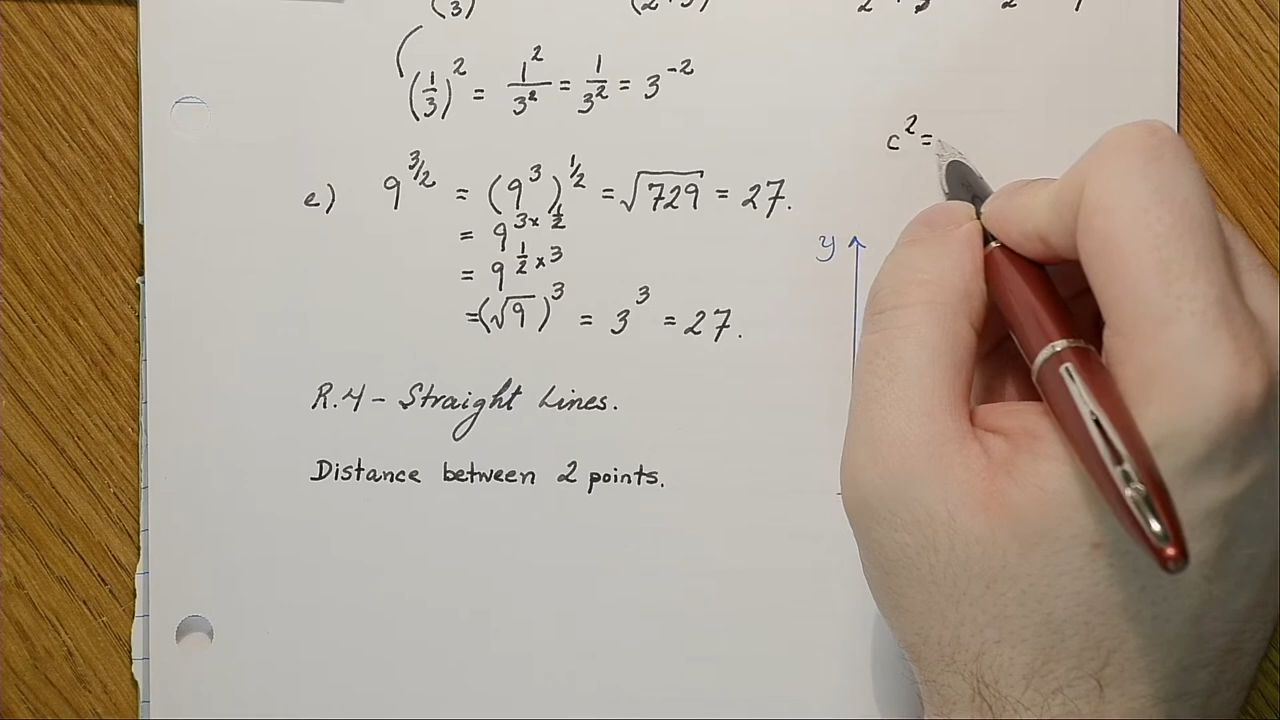 (1/3)^2 = 1^2/3^2 = 1/3^2 = 3^-2
c^2 =
e) 9^3/2 = (9^3)^1/2 = √729 = 27.
= 9^3×1/2
y
= 9^1/2×3
=(√9)^3 = 3^3 = 27.
R.4 - Straight Lines.
Distance between 2 points.